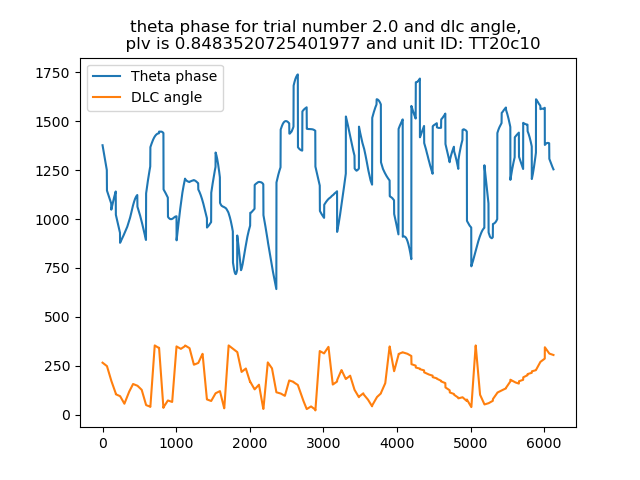 theta phase for trial number 2.0 and dlc angle,
plv is 0.8483520725401977 and unit ID: TT20c10
Theta phase
DLC angle
1750
1500
1250
1000
750
500
250
0
0 1000 2000 3000 4000 5000 6000